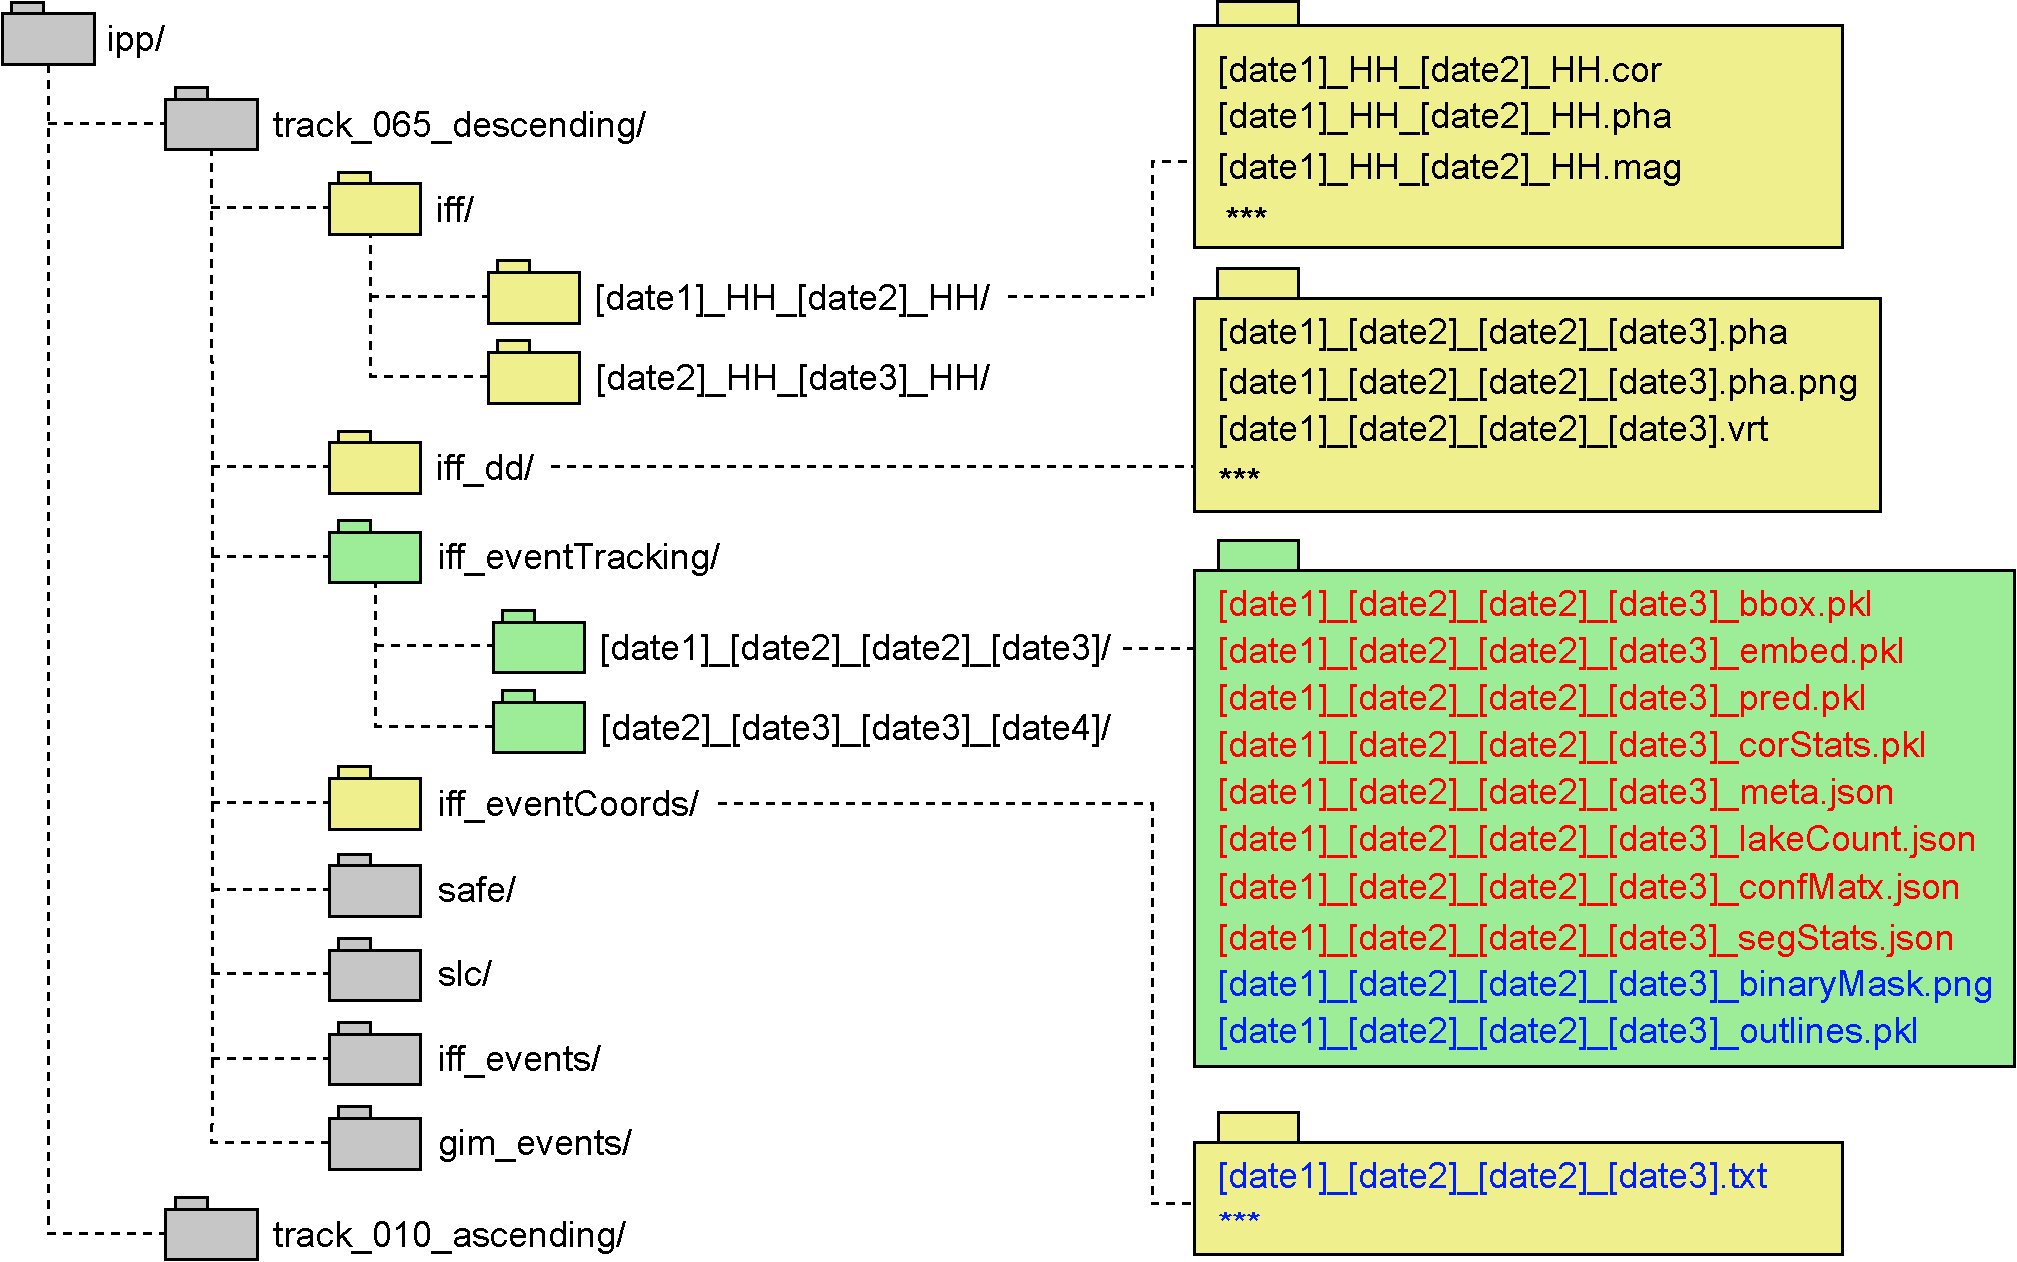 ipp/
track_065_descending/
iff/
[date1]_HH_[date2]_HH/
[date2]_HH_[date3]_HH/
iff_dd/
iff_eventTracking/
[date1]_[date2]_[date2]_[date3]/
[date2]_[date3]_[date3]_[date4]/
iff_eventCoords/
safe/
slc/
iff_events/
gim_events/
track_010_ascending/
[date1]_HH_[date2]_HH.cor
[date1]_HH_[date2]_HH.pha
[date1]_HH_[date2]_HH.mag
***
[date1]_[date2]_[date2]_[date3].pha
[date1]_[date2]_[date2]_[date3].pha.png
[date1]_[date2]_[date2]_[date3].vrt
***
[date1]_[date2]_[date2]_[date3]_bbox.pkl
[date1]_[date2]_[date2]_[date3]_embed.pkl
[date1]_[date2]_[date2]_[date3]_pred.pkl
[date1]_[date2]_[date2]_[date3]_corStats.pkl
[date1]_[date2]_[date2]_[date3]_meta.json
[date1]_[date2]_[date2]_[date3]_lakeCount.json
[date1]_[date2]_[date2]_[date3]_confMatx.json
[date1]_[date2]_[date2]_[date3]_segStats.json
[date1]_[date2]_[date2]_[date3]_binaryMask.png
[date1]_[date2]_[date2]_[date3]_outlines.pkl
[date1]_[date2]_[date2]_[date3].txt
***